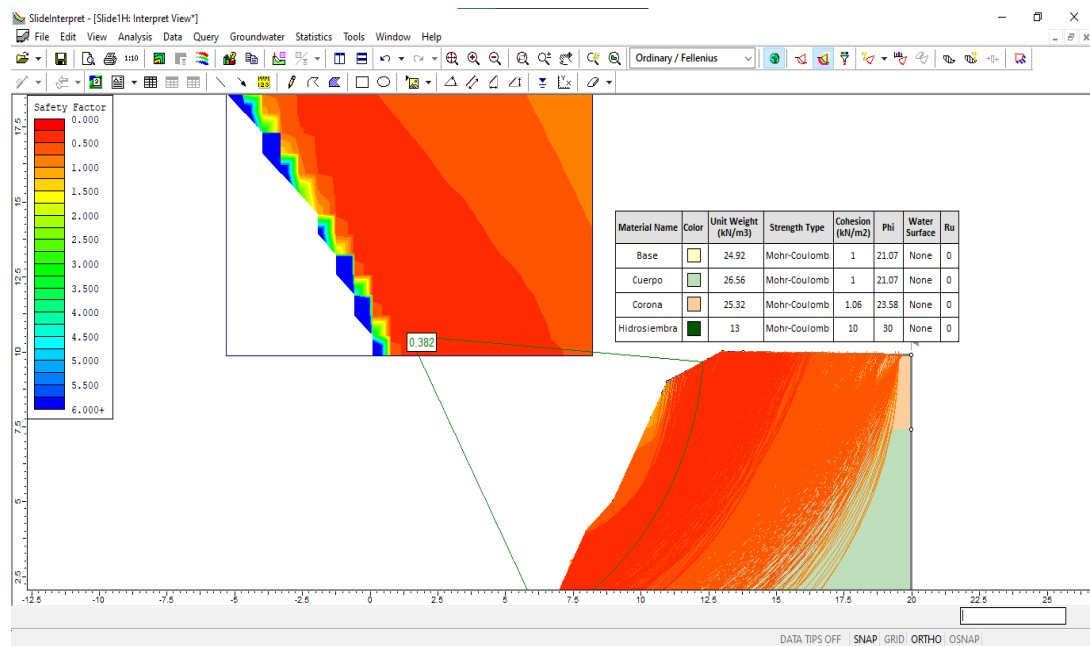 SlideInterpret - [Slide1H: Interpret View*]
File Edit View Analysis Data Query Groundwater Statistics Tools Window Help
1:10
Ordinary / Fellenius
Safety Factor
0.000
0.500
1.000
1.500
2.000
2.500
3.000
3.500
4.000
4.500
5.000
5.500
6.000+
17.5
15
12.5
10
7.5
5
2.5
0.382
Material Name Color Unit Weight (kN/m3) Strength Type Cohesion (kN/m2) Phi Water Surface Ru
Base 24.92 Mohr-Coulomb 1 21.07 None 0
Cuerpo 26.56 Mohr-Coulomb 1 21.07 None 0
Corona 25.32 Mohr-Coulomb 1.06 23.58 None 0
Hidrosiembra 13 Mohr-Coulomb 10 30 None 0
-12.5 -10 -7.5 -5 -2.5 0 2.5 5 7.5 10 12.5 15 17.5 20 22.5 25
DATA TIPS OFF SNAP GRID ORTHO OSNAP